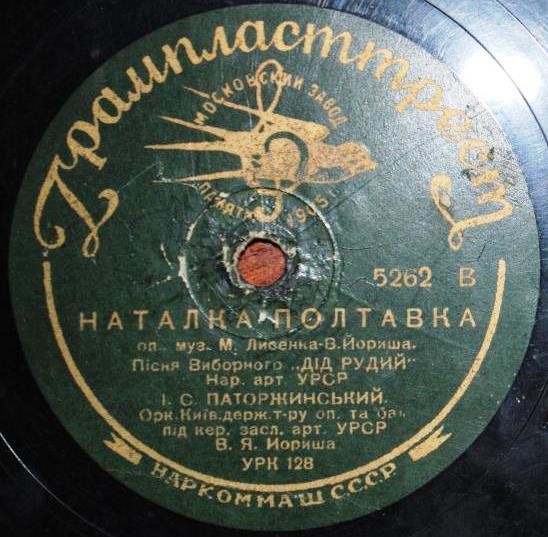 Грампласттрест
МОСКОВСКИЙ ЗАВОД
ПАМЯТИ 1905 г.
5262 В
НАТАЛКА ПОЛТАВКА
оп. муз. М. Лисенка-В. Йориша.
Пісня Виборного „ДІД РУДИЙ"
Нар. арт УРСР
І. С. ПАТОРЖИНСЬКИЙ.
Орк. Київ. держ. т-ру оп. та бал.
під кер. засл. арт. УРСР
В. Я. Йориша
УРК 128
НАРКОММАШ СССР